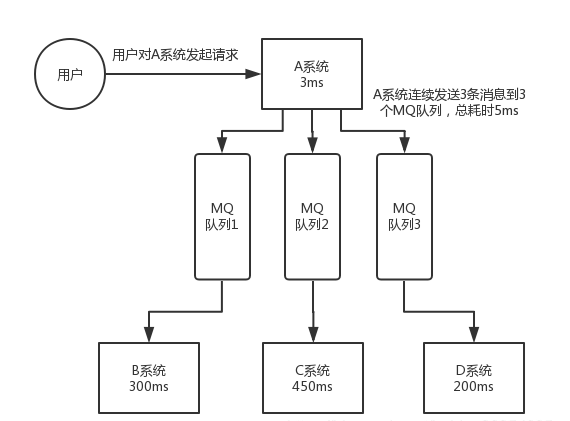 用户
用户对A系统发起请求
A系统
3ms
A系统连续发送3条消息到3
个MQ队列，总耗时5ms
MQ
队列1
MQ
队列2
MQ
队列3
B系统
300ms
C系统
450ms
D系统
200ms